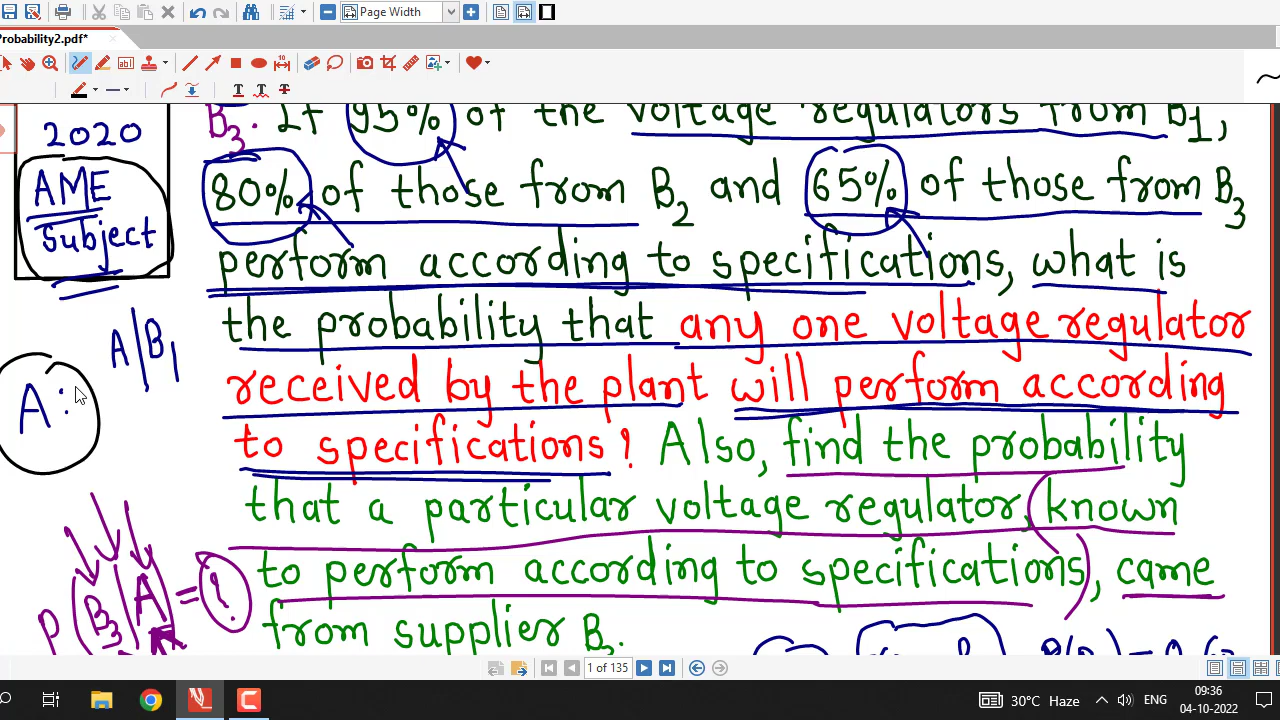 Page Width
Probability2.pdf*
2020
AME
Subject
B3. If 95% of the voltage regulators from B1,
80% of those from B2 and 65% of those from B3
perform according to specifications, what is
the probability that any one voltage regulator
received by the plant will perform according
to specifications? Also, find the probability
that a particular voltage regulator, known
to perform according to specifications, came
from supplier B3.
A|B1
A:
P(B3|A) = ?
1 of 135
30°C Haze
ENG
09:36
04-10-2022